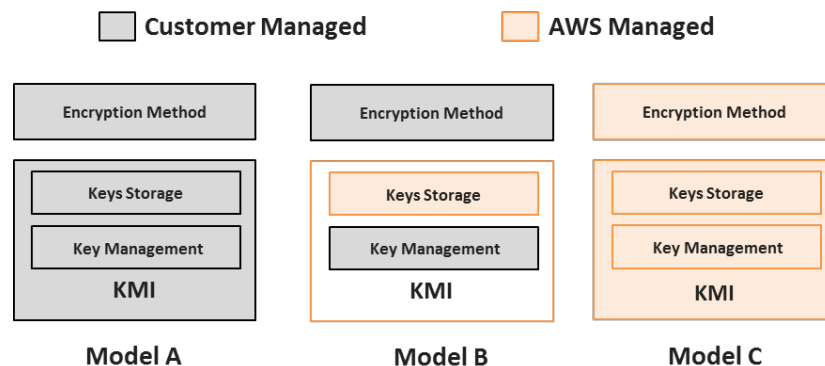 Customer Managed
AWS Managed
Encryption Method
Keys Storage
Key Management
KMI
Model A
Encryption Method
Keys Storage
Key Management
KMI
Model B
Encryption Method
Keys Storage
Key Management
KMI
Model C